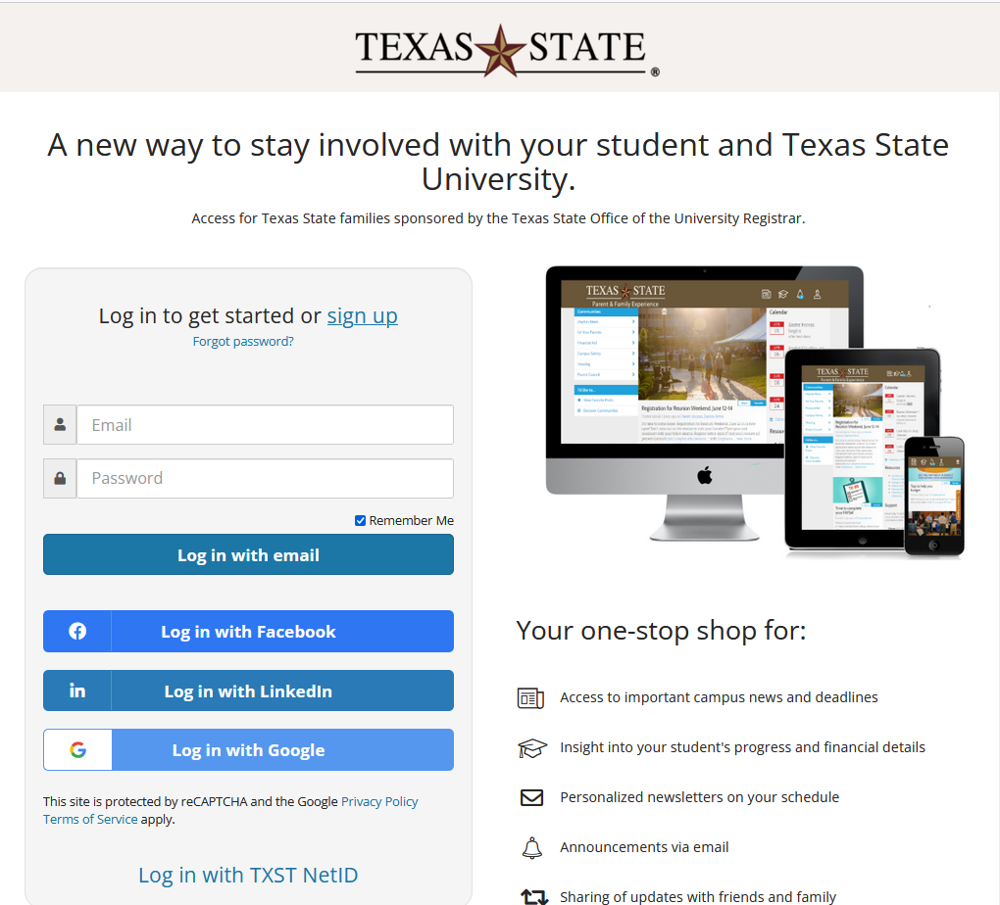 TEXAS STATE
®
A new way to stay involved with your student and Texas State
University.
Access for Texas State families sponsored by the Texas State Office of the University Registrar.
Log in to get started or sign up
Forgot password?
Email
Password
Remember Me
Log in with email
Log in with Facebook
Log in with LinkedIn
Log in with Google
This site is protected by reCAPTCHA and the Google Privacy Policy
Terms of Service apply.
Log in with TXST NetID
TEXAS STATE
Parent & Family Experience
Communities
Calendar
Registration for Reunion Weekend: June 12-14
TEXAS STATE
Your one-stop shop for:
Access to important campus news and deadlines
Insight into your student's progress and financial details
Personalized newsletters on your schedule
Announcements via email
Sharing of updates with friends and family